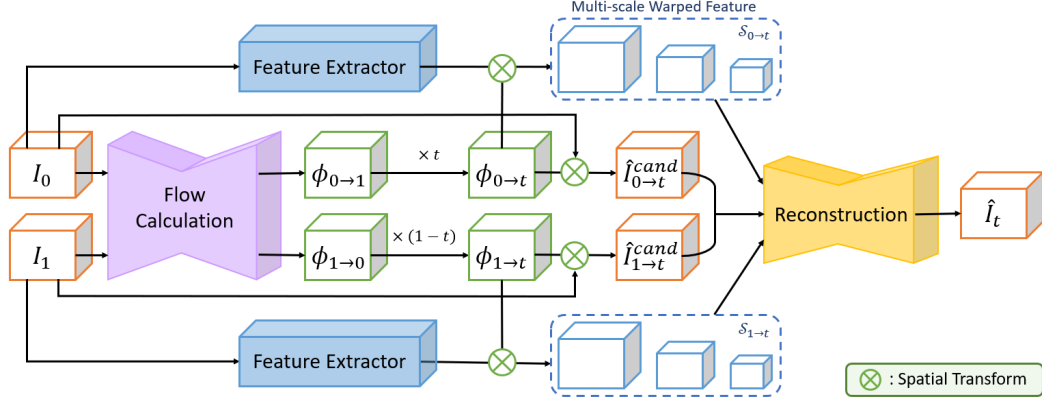 Multi-scale Warped Feature
S₀→t
Feature Extractor
I₀
Flow
Calculation
ϕ₀→₁
× t
ϕ₀→t
Î₀→t^cand
I₁
ϕ₁→₀
× (1 − t)
ϕ₁→t
Î₁→t^cand
Reconstruction
Î_t
Feature Extractor
S₁→t
: Spatial Transform